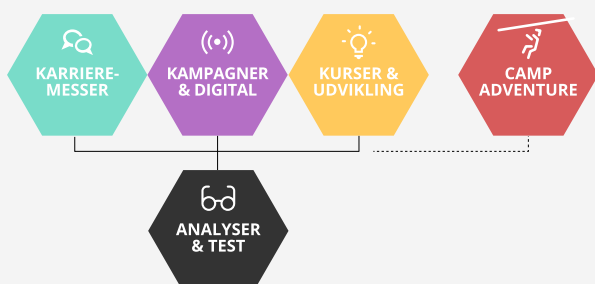 KARRIERE-
MESSER
KAMPAGNER
& DIGITAL
KURSER &
UDVIKLING
CAMP
ADVENTURE
ANALYSER
& TEST